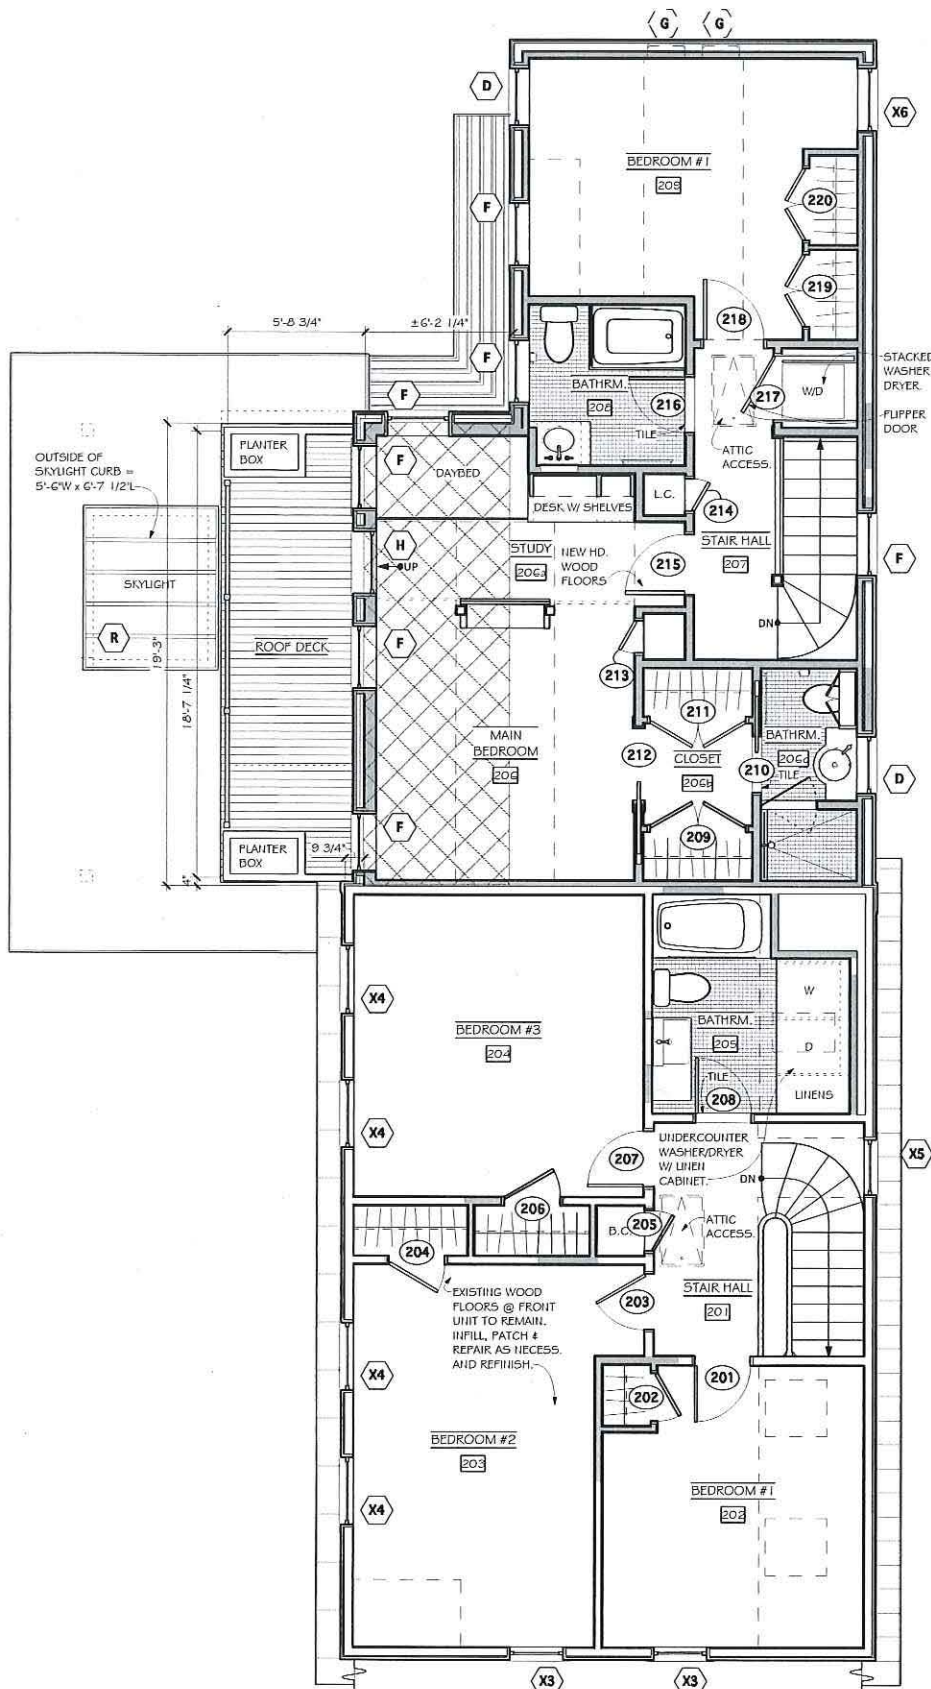 G
G
D
X6
BEDROOM #1
209
220
F
219
5'-8 3/4"
±6'-2 1/4"
218
STACKED
WASHER
DRYER.
W/D
217
FLIPPER
DOOR
F
BATHRM.
208
216
TILE
ATTIC
ACCESS.
F
PLANTER
BOX
OUTSIDE OF
SKYLIGHT CURB =
5'-6"W x 6'-7 1/2"L
F
DAYBED
L.C.
214
DESK W/ SHELVES
STAIR HALL
207
H
UP
STUDY
206a
NEW HD.
WOOD
FLOORS
215
F
SKYLIGHT
R
19'-3"
18'-7 1/4"
ROOF DECK
F
DN
213
211
MAIN
BEDROOM
206
212
CLOSET
206b
210
BATHRM.
206c
TILE
D
F
209
PLANTER
BOX
9 3/4"
4"
X4
BEDROOM #3
204
BATHRM.
205
W
D
TILE
208
LINENS
X4
207
UNDERCOUNTER
WASHER/DRYER
W/ LINEN
CABINET.
DN
X5
206
204
B.C.
205
ATTIC
ACCESS.
EXISTING WOOD
FLOORS @ FRONT
UNIT TO REMAIN.
INFILL, PATCH &
REPAIR AS NECESS.
AND REFINISH.
203
STAIR HALL
201
X4
202
201
BEDROOM #2
203
BEDROOM #1
202
X4
X3
X3